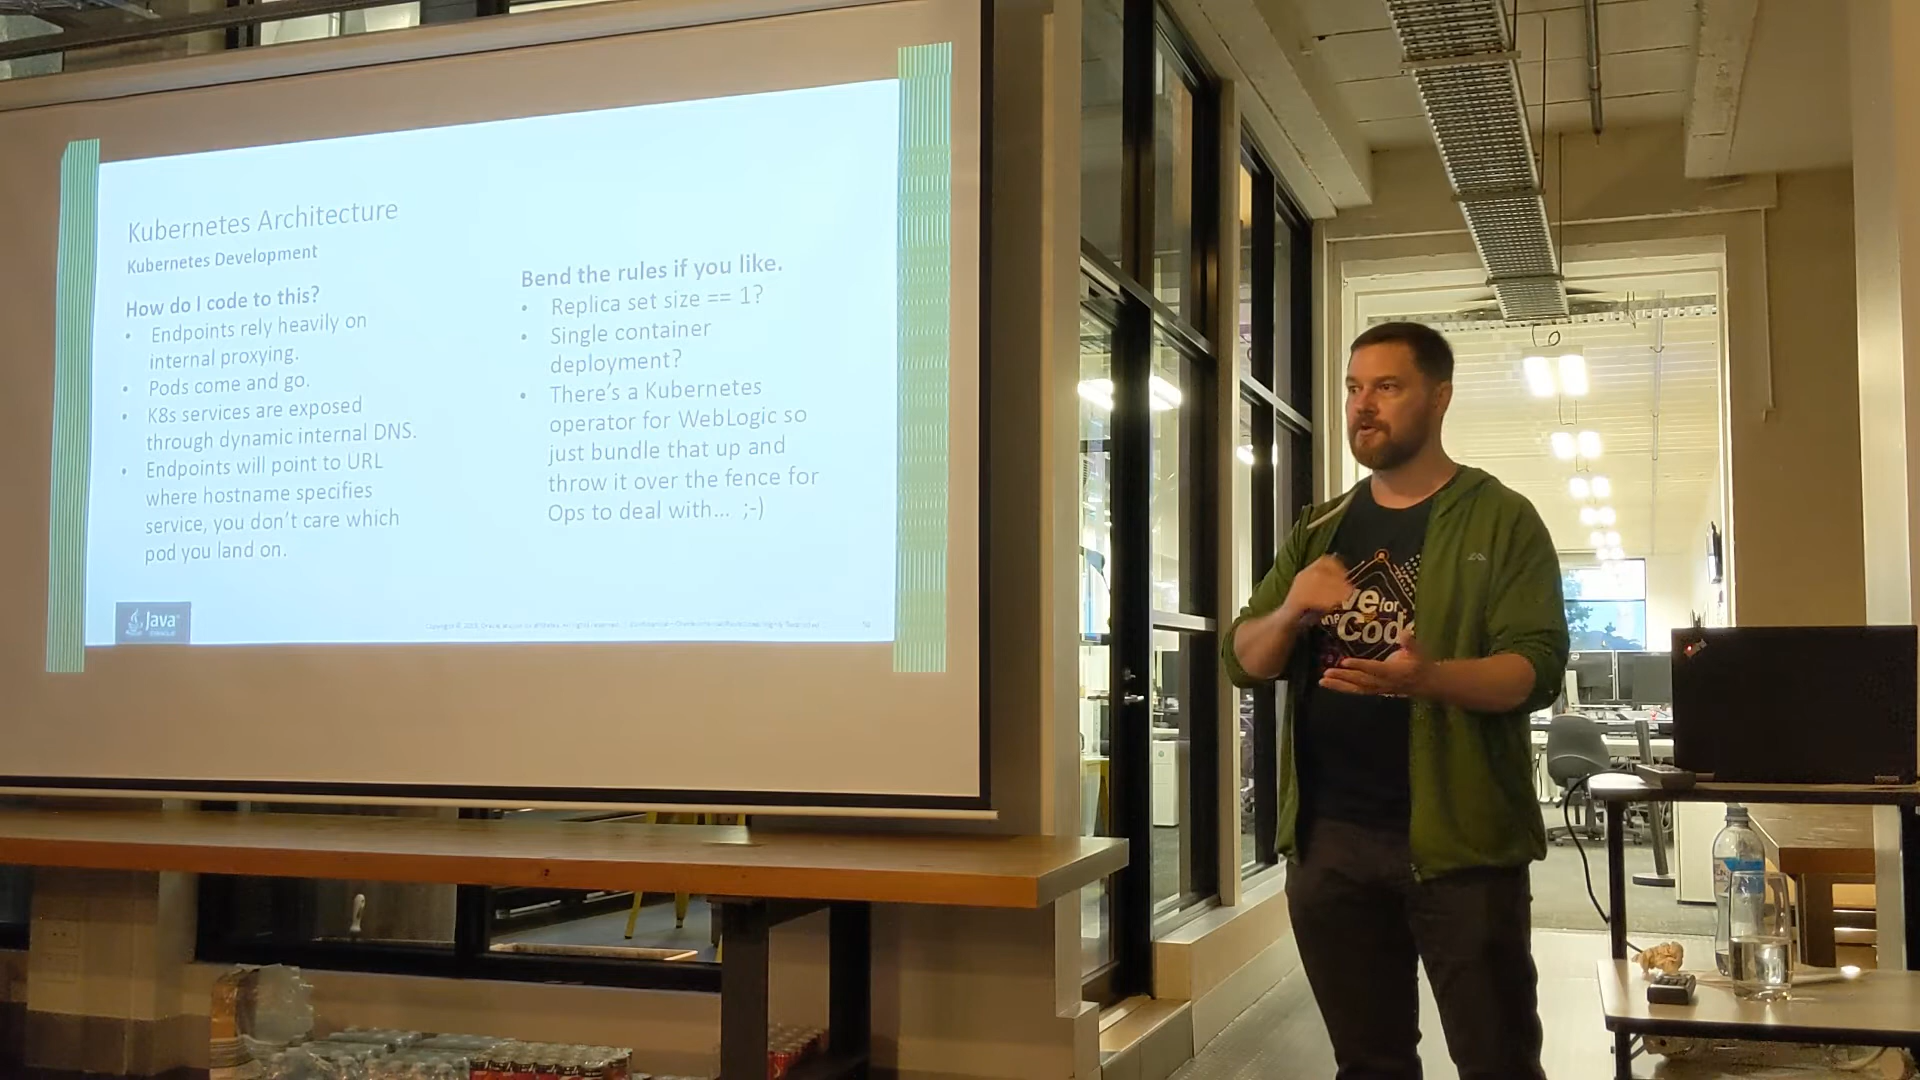 Kubernetes Architecture
Kubernetes Development
How do I code to this?
• Endpoints rely heavily on
internal proxying.
• Pods come and go.
• K8s services are exposed
through dynamic internal DNS.
• Endpoints will point to URL
where hostname specifies
service, you don't care which
pod you land on.
Bend the rules if you like.
• Replica set size == 1?
• Single container
deployment?
• There's a Kubernetes
operator for WebLogic so
just bundle that up and
throw it over the fence for
Ops to deal with... ;-)
Java
ORACLE
for
Code